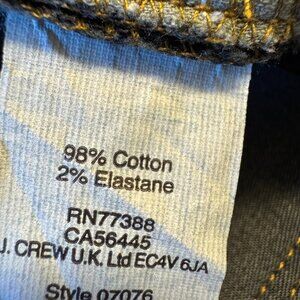 98% Cotton
2% Elastane
RN77388
CA56445
J. CREW U.K. Ltd EC4V 6JA
Style 07076